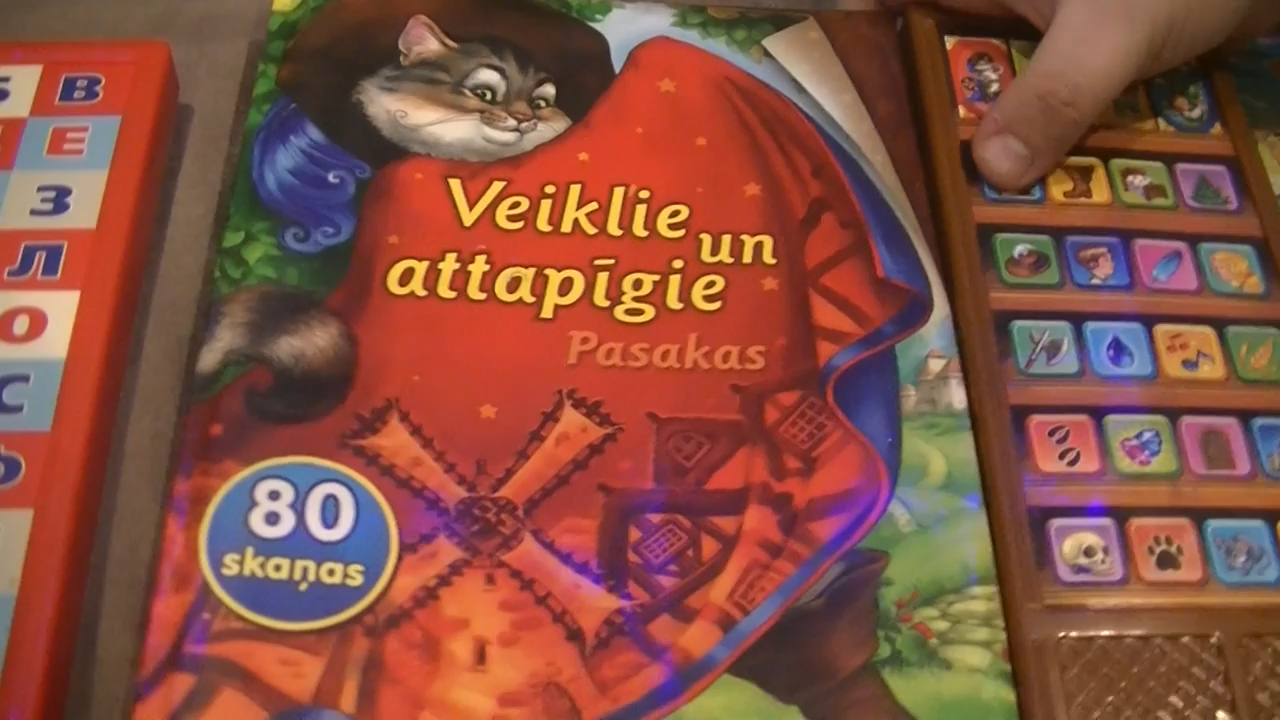 В
Е
З
Л
О
С
Veiklie un
attapīgie
Pasakas
80
skaņas